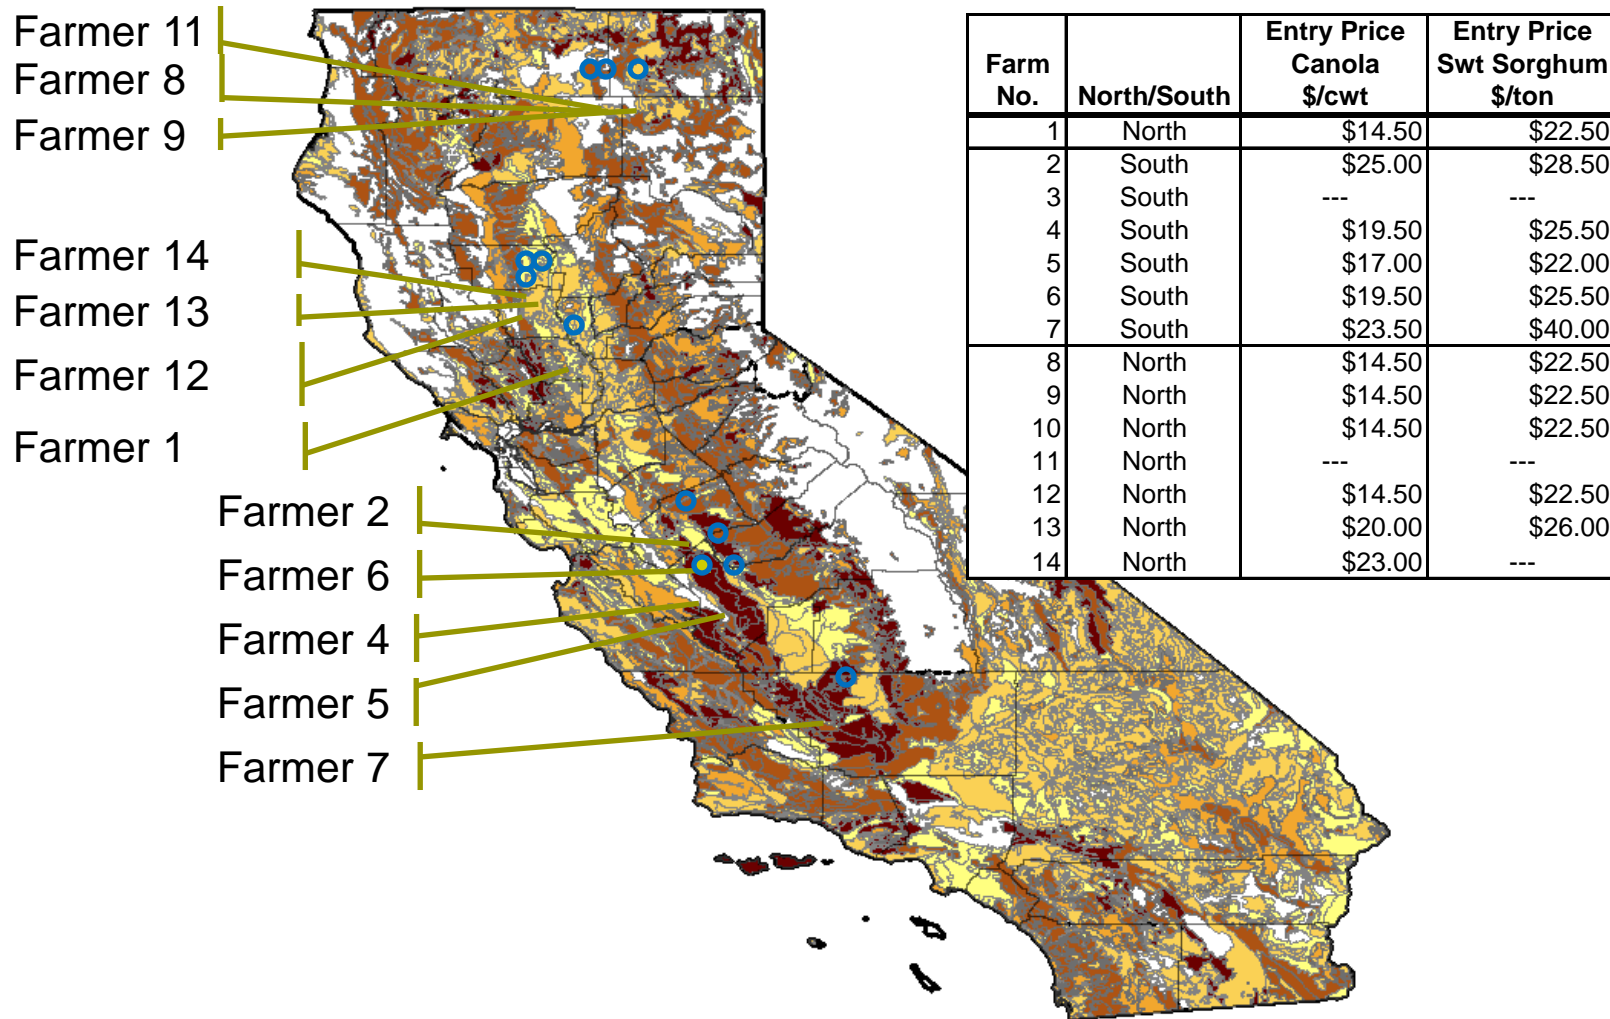 Farmer 11
Farmer 8
Farmer 9
Farmer 14
Farmer 13
Farmer 12
Farmer 1
Farmer 2
Farmer 6
Farmer 4
Farmer 5
Farmer 7
Farm No. North/South Entry Price Canola $/cwt Entry Price Swt Sorghum $/ton
1 North $14.50 $22.50
2 South $25.00 $28.50
3 South --- ---
4 South $19.50 $25.50
5 South $17.00 $22.00
6 South $19.50 $25.50
7 South $23.50 $40.00
8 North $14.50 $22.50
9 North $14.50 $22.50
10 North $14.50 $22.50
11 North --- ---
12 North $14.50 $22.50
13 North $20.00 $26.00
14 North $23.00 ---